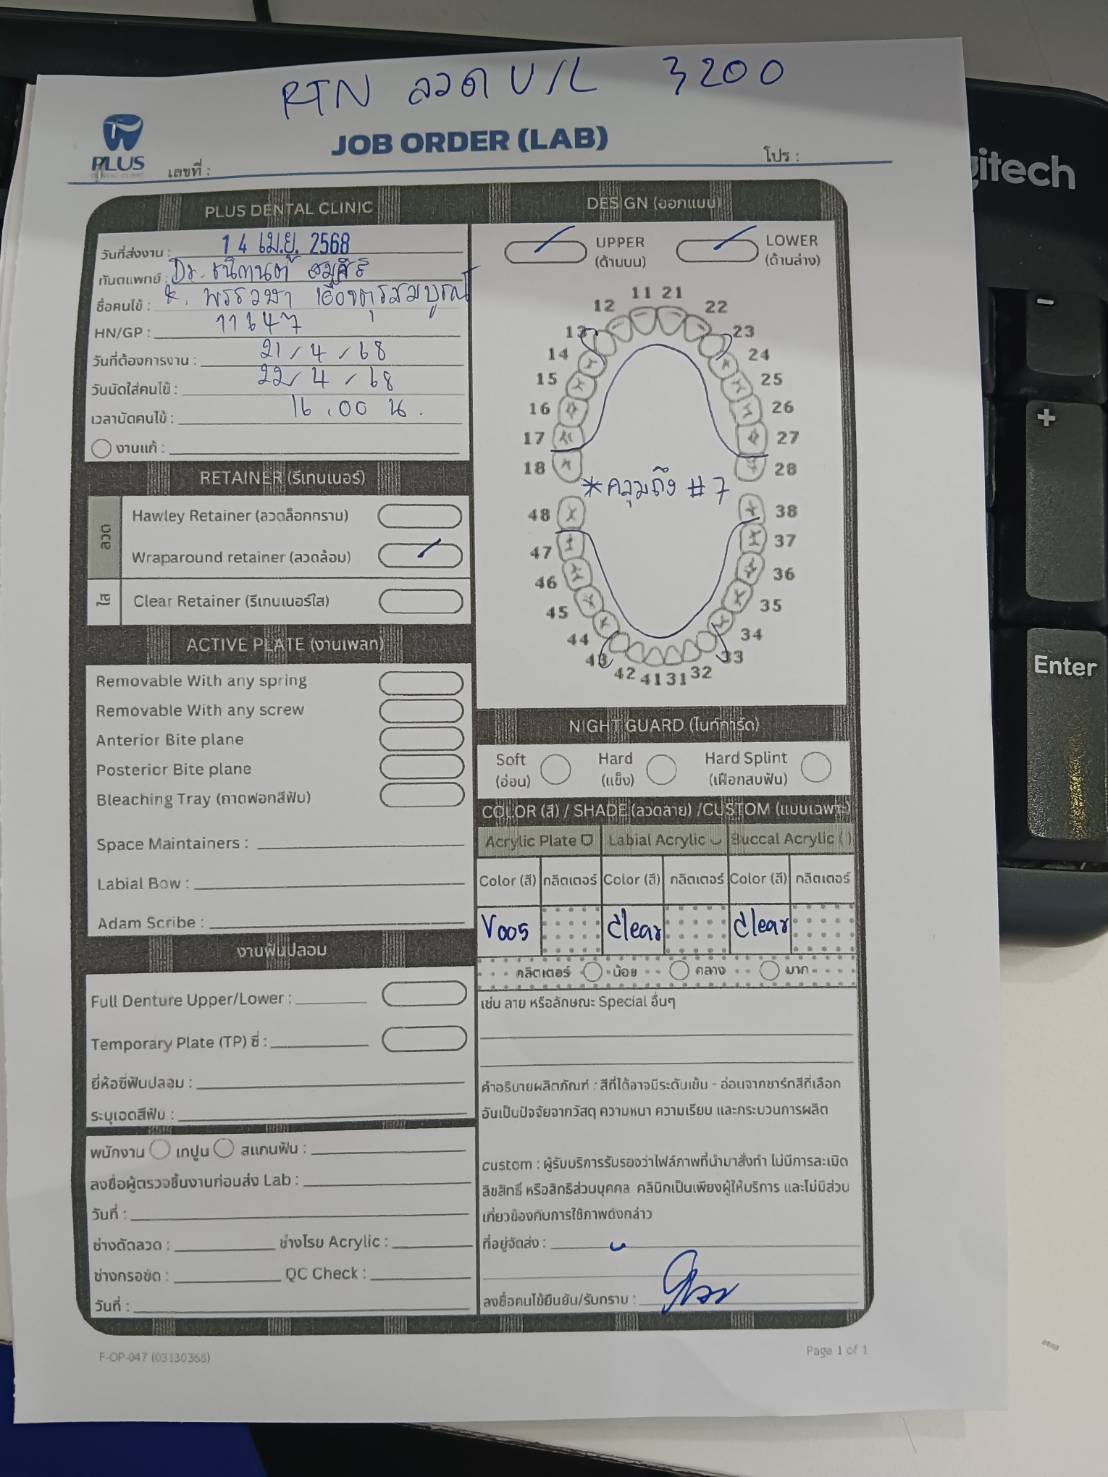 RTN ลวด U/L 3200
PLUS
JOB ORDER (LAB)
เลขที่ :
โปร :
PLUS DENTAL CLINIC
วันที่ส่งงาน : 14 เม.ย. 2568
ทันตแพทย์ : Dr.
ชื่อคนไข้ :
HN/GP : 11647
วันที่ต้องการงาน : 21/4/68
วันนัดใส่คนไข้ : 22/4/68
เวลานัดคนไข้ : 16.00 น.
งานแก้ :
RETAINER (รีเทนเนอร์)
ลวด
Hawley Retainer (ลวดล็อกกราม)
Wraparound retainer (ลวดล้อม)
ใส
Clear Retainer (รีเทนเนอร์ใส)
ACTIVE PLATE (งานเพลท)
Removable With any spring
Removable With any screw
Anterior Bite plane
Posterior Bite plane
Bleaching Tray (ถาดฟอกสีฟัน)
Space Maintainers :
Labial Bow :
Adam Scribe :
งานฟันปลอม
Full Denture Upper/Lower :
Temporary Plate (TP) ซี่ :
ยี่ห้อซี่ฟันปลอม :
ระบุเฉดสีฟัน :
พนักงาน เทปูน สแกนฟัน :
ลงชื่อผู้ตรวจชิ้นงานก่อนส่ง Lab :
วันที่ :
ช่างดัดลวด : ช่างโรย Acrylic :
ช่างกรอขัด : QC Check :
วันที่ :
F-OP-047 (03130368)
DESIGN (ออกแบบ)
UPPER
(ด้านบน)
LOWER
(ด้านล่าง)
11 21
12 22
13 23
14 24
15 25
16 26
17 27
18 28
*คลุมถึง #7
48 38
47 37
46 36
45 35
44 34
43 33
42 41 31 32
NIGHT GUARD (ไนท์การ์ด)
Soft
(อ่อน)
Hard
(แข็ง)
Hard Splint
(เฝือกสบฟัน)
COLOR (สี) / SHADE (ลวดลาย) /CUSTOM (แบบเฉพาะ)
Acrylic Plate Labial Acrylic Buccal Acrylic ( )
Color (สี) กลิตเตอร์ Color (สี) กลิตเตอร์ Color (สี) กลิตเตอร์
V005 clear clear
กลิตเตอร์ น้อย กลาง มาก
เช่น ลาย หรือลักษณะ Special อื่นๆ
คำอธิบายผลิตภัณฑ์ : สีที่ได้อาจมีระดับเข้ม - อ่อนจากชาร์ทสีที่เลือก
อันเป็นปัจจัยจากวัสดุ ความหนา ความเรียบ และกระบวนการผลิต
custom : ผู้รับบริการรับรองว่าไฟล์ภาพที่นำมาสั่งทำ ไม่มีการละเมิด
ลิขสิทธิ์ หรือสิทธิส่วนบุคคล คลินิกเป็นเพียงผู้ให้บริการ และไม่มีส่วน
เกี่ยวข้องกับการใช้ภาพดังกล่าว
ที่อยู่จัดส่ง :
ลงชื่อคนไข้ยืนยัน/รับทราบ :
Page 1 of 1
gitech
-
+
Enter